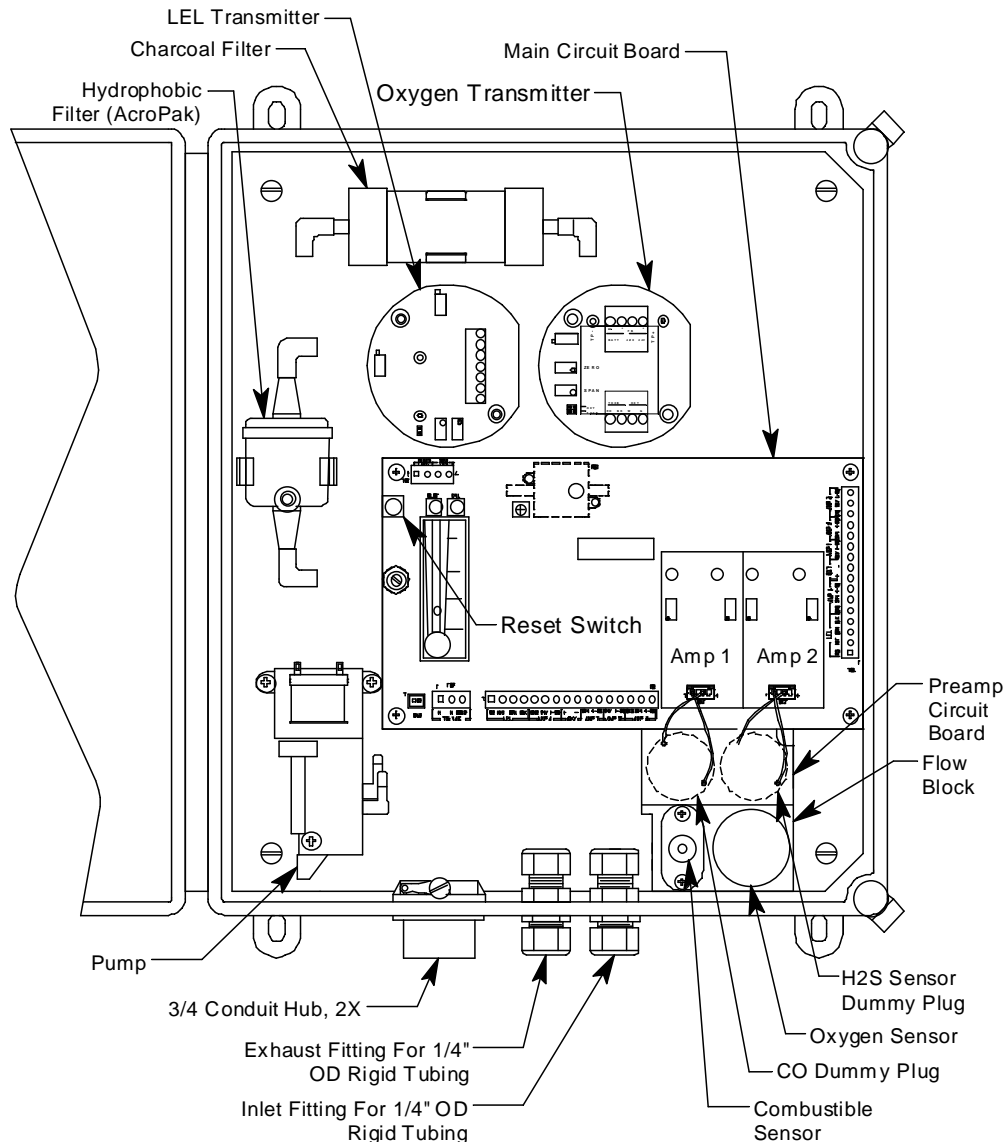 LEL Transmitter
Charcoal Filter
Main Circuit Board
Hydrophobic
Filter (AcroPak)
Oxygen Transmitter
ZERO
SPAN
Reset Switch
Amp 1
Amp 2
Preamp
Circuit
Board
Flow
Block
Pump
3/4 Conduit Hub, 2X
H2S Sensor
Dummy Plug
Oxygen Sensor
Exhaust Fitting For 1/4"
OD Rigid Tubing
CO Dummy Plug
Inlet Fitting For 1/4" OD
Rigid Tubing
Combustible
Sensor